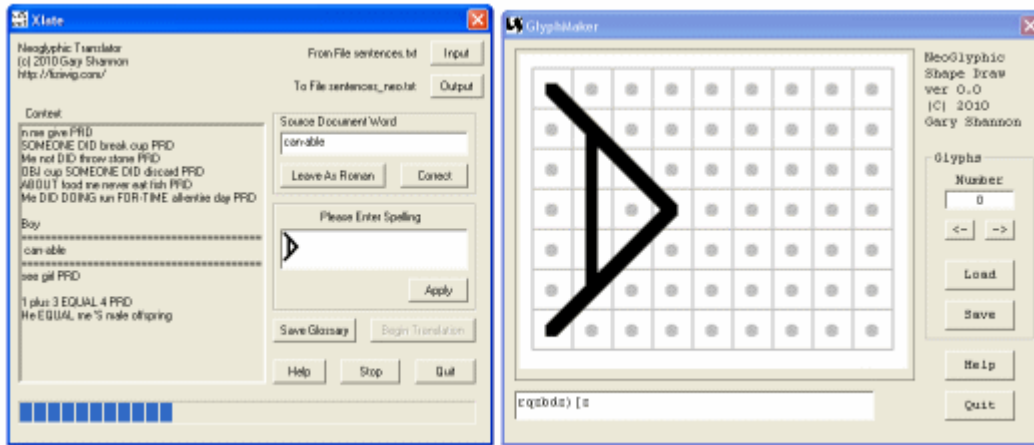 Xlate
Neoglyphic Translator
(c) 2010 Gary Shannon
http://fiziwig.com/
From File sentences.txt
Input
To File sentences_neo.txt
Output
Context
n me give PRD
SOMEONE DID break cup PRD
Me not DID throw stone PRD
OBJ cup SOMEONE DID discard PRD
ABOUT food me never eat fish PRD
Me DID DOING run FOR-TIME all-entire day PRD
Boy
can-able
see girl PRD
1 plus 3 EQUAL 4 PRD
He EQUAL me 'S male offspring
Source Document Word
can-able
Leave As Roman
Correct
Please Enter Spelling
Apply
Save Glossary
Begin Translation
Help
Stop
Quit
GlyphMaker
NeoGlyphic
Shape Draw
ver 0.0
(C) 2010
Gary Shannon
Glyphs
Number
0
<-
->
Load
Save
Help
Quit